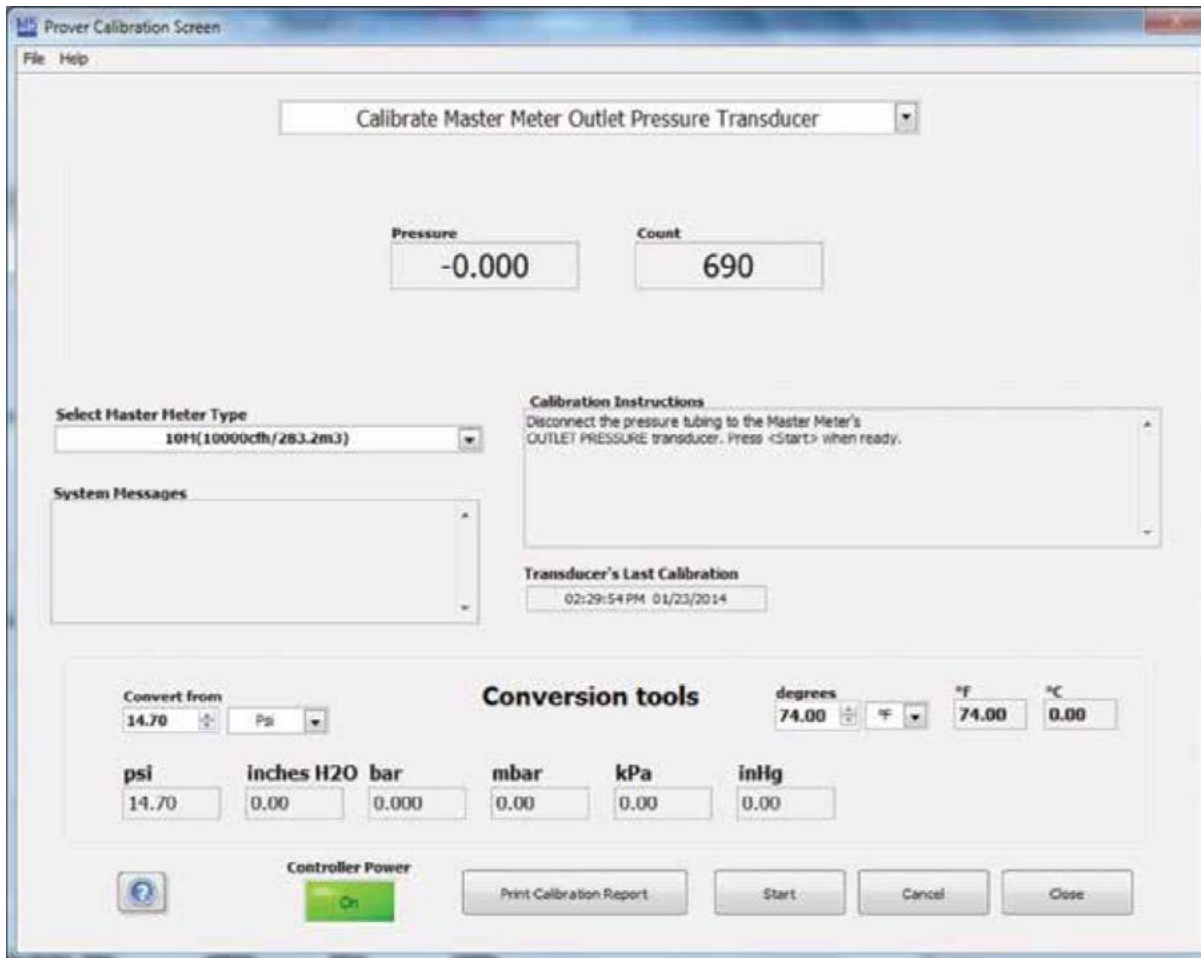 Prover Calibration Screen
File Help
Calibrate Master Meter Outlet Pressure Transducer
Pressure Count
-0.000 690
Select Master Meter Type
10M(10000cfh/283.2m3)
Calibration Instructions
Disconnect the pressure tubing to the Master Meter's
OUTLET PRESSURE transducer. Press <Start> when ready.
System Messages
Transducer's Last Calibration
02:29:54 PM 01/23/2014
Convert from
14.70 Psi
Conversion tools
degrees °F °C
74.00 °F 74.00 0.00
psi inches H2O bar mbar kPa inHg
14.70 0.00 0.000 0.00 0.00 0.00
Controller Power
On
Print Calibration Report Start Cancel Close